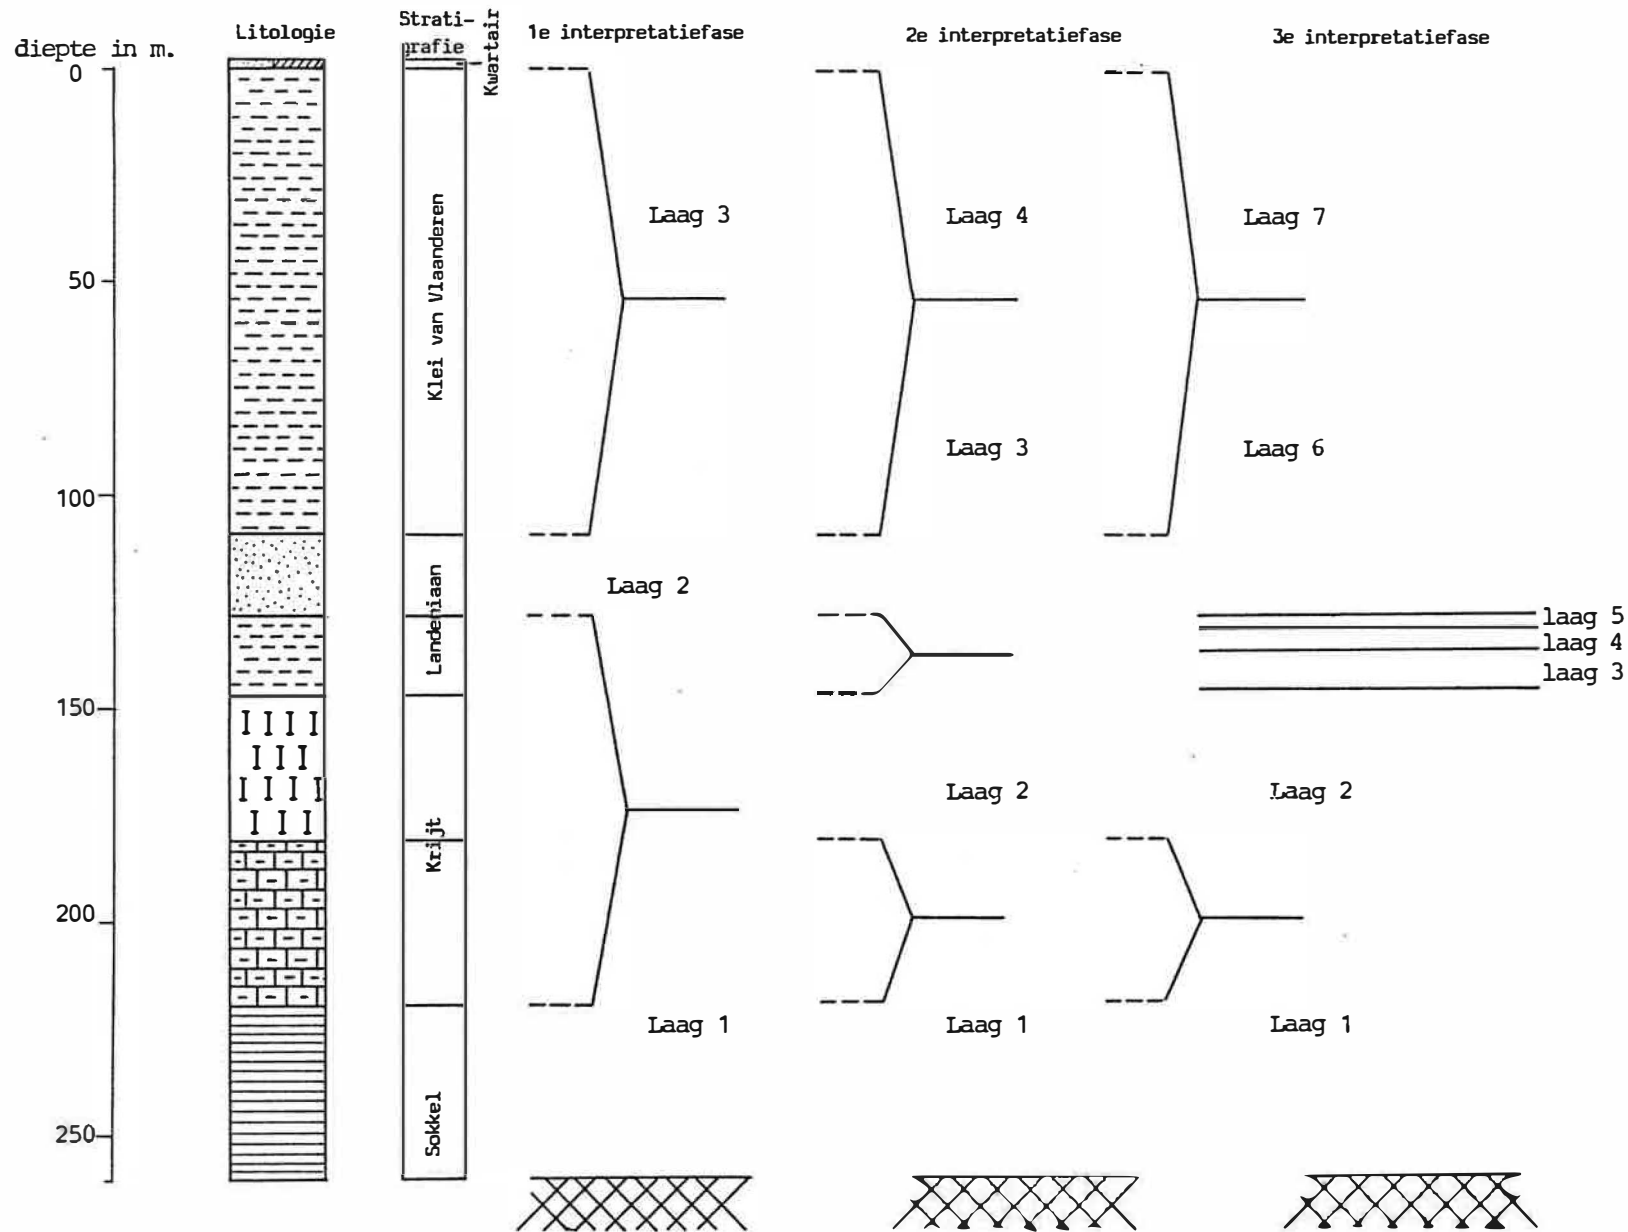 diepte in m.
Litologie
Strati-
grafie
Kwartair
1e interpretatiefase
2e interpretatiefase
3e interpretatiefase
0
50
100
150
200
250
Klei van Vlaanderen
Landeniaan
Krijt
Sokkel
Laag 3
Laag 2
Laag 1
Laag 4
Laag 3
Laag 2
Laag 1
Laag 7
Laag 6
laag 5
laag 4
laag 3
Laag 2
Laag 1